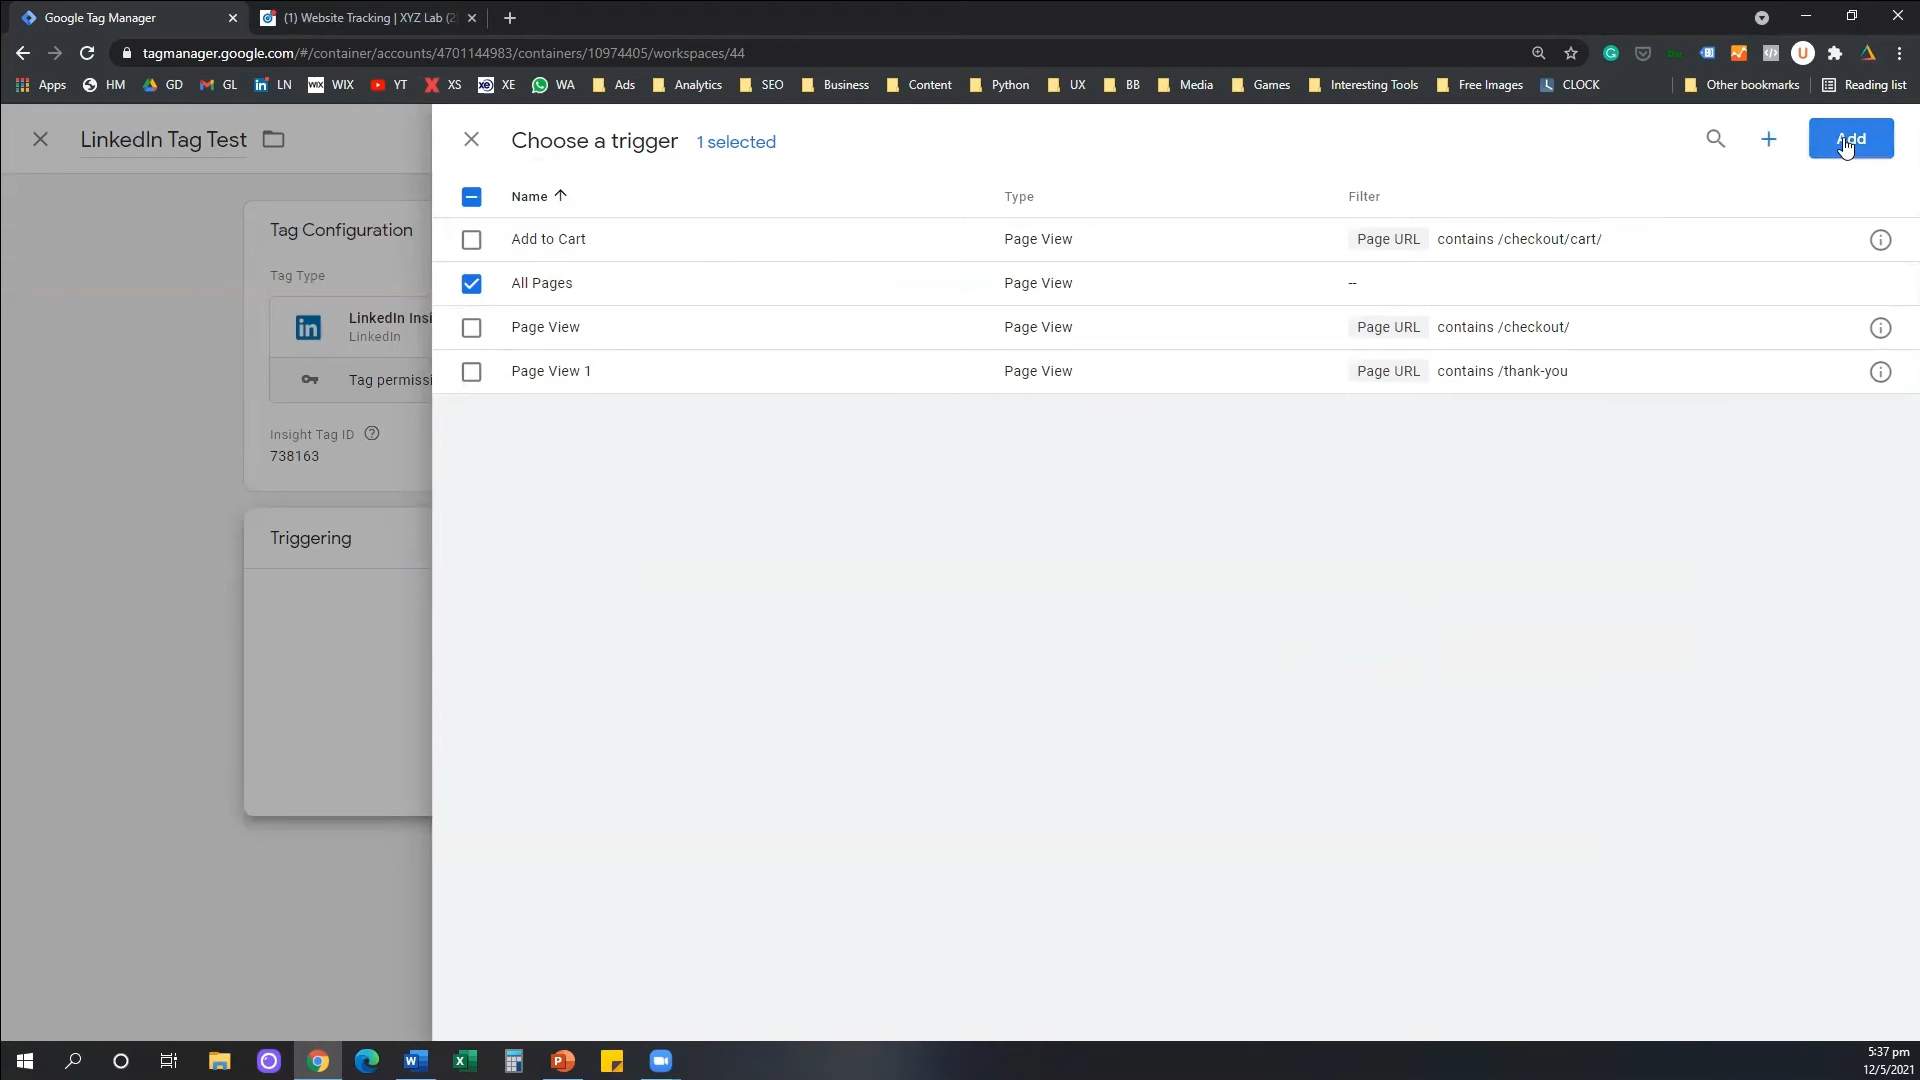 Google Tag Manager
(1) Website Tracking | XYZ Lab (2
tagmanager.google.com/#/container/accounts/4701144983/containers/10974405/workspaces/44
U
Apps HM GD GL LN WIX WIX YT XS XE WA Ads Analytics SEO Business Content Python UX BB Media Games Interesting Tools Free Images CLOCK Other bookmarks Reading list
LinkedIn Tag Test
Choose a trigger 1 selected
Add
Name Type Filter
Add to Cart Page View Page URL contains /checkout/cart/
All Pages Page View --
Page View Page View Page URL contains /checkout/
Page View 1 Page View Page URL contains /thank-you
Tag Configuration
Tag Type
LinkedIn Insi
LinkedIn
Tag permissi
Insight Tag ID
738163
Triggering
5:37 pm
12/5/2021